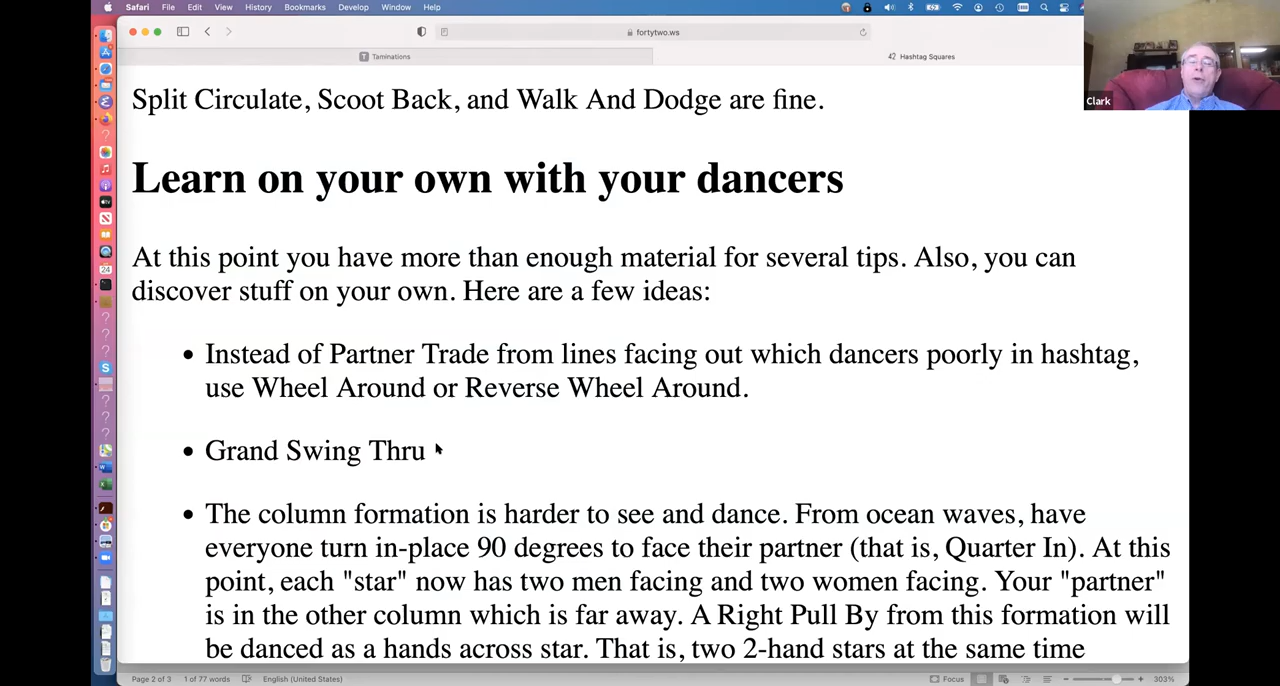 Safari File Edit View History Bookmarks Develop Window Help
fortytwo.ws
Taminations
42 Hashtag Squares
Clark
Split Circulate, Scoot Back, and Walk And Dodge are fine.
Learn on your own with your dancers
At this point you have more than enough material for several tips. Also, you can
discover stuff on your own. Here are a few ideas:
• Instead of Partner Trade from lines facing out which dancers poorly in hashtag,
use Wheel Around or Reverse Wheel Around.
• Grand Swing Thru
• The column formation is harder to see and dance. From ocean waves, have
everyone turn in-place 90 degrees to face their partner (that is, Quarter In). At this
point, each "star" now has two men facing and two women facing. Your "partner"
is in the other column which is far away. A Right Pull By from this formation will
be danced as a hands across star. That is, two 2-hand stars at the same time
Page 2 of 3 1 of 77 words English (United States) Focus 303%